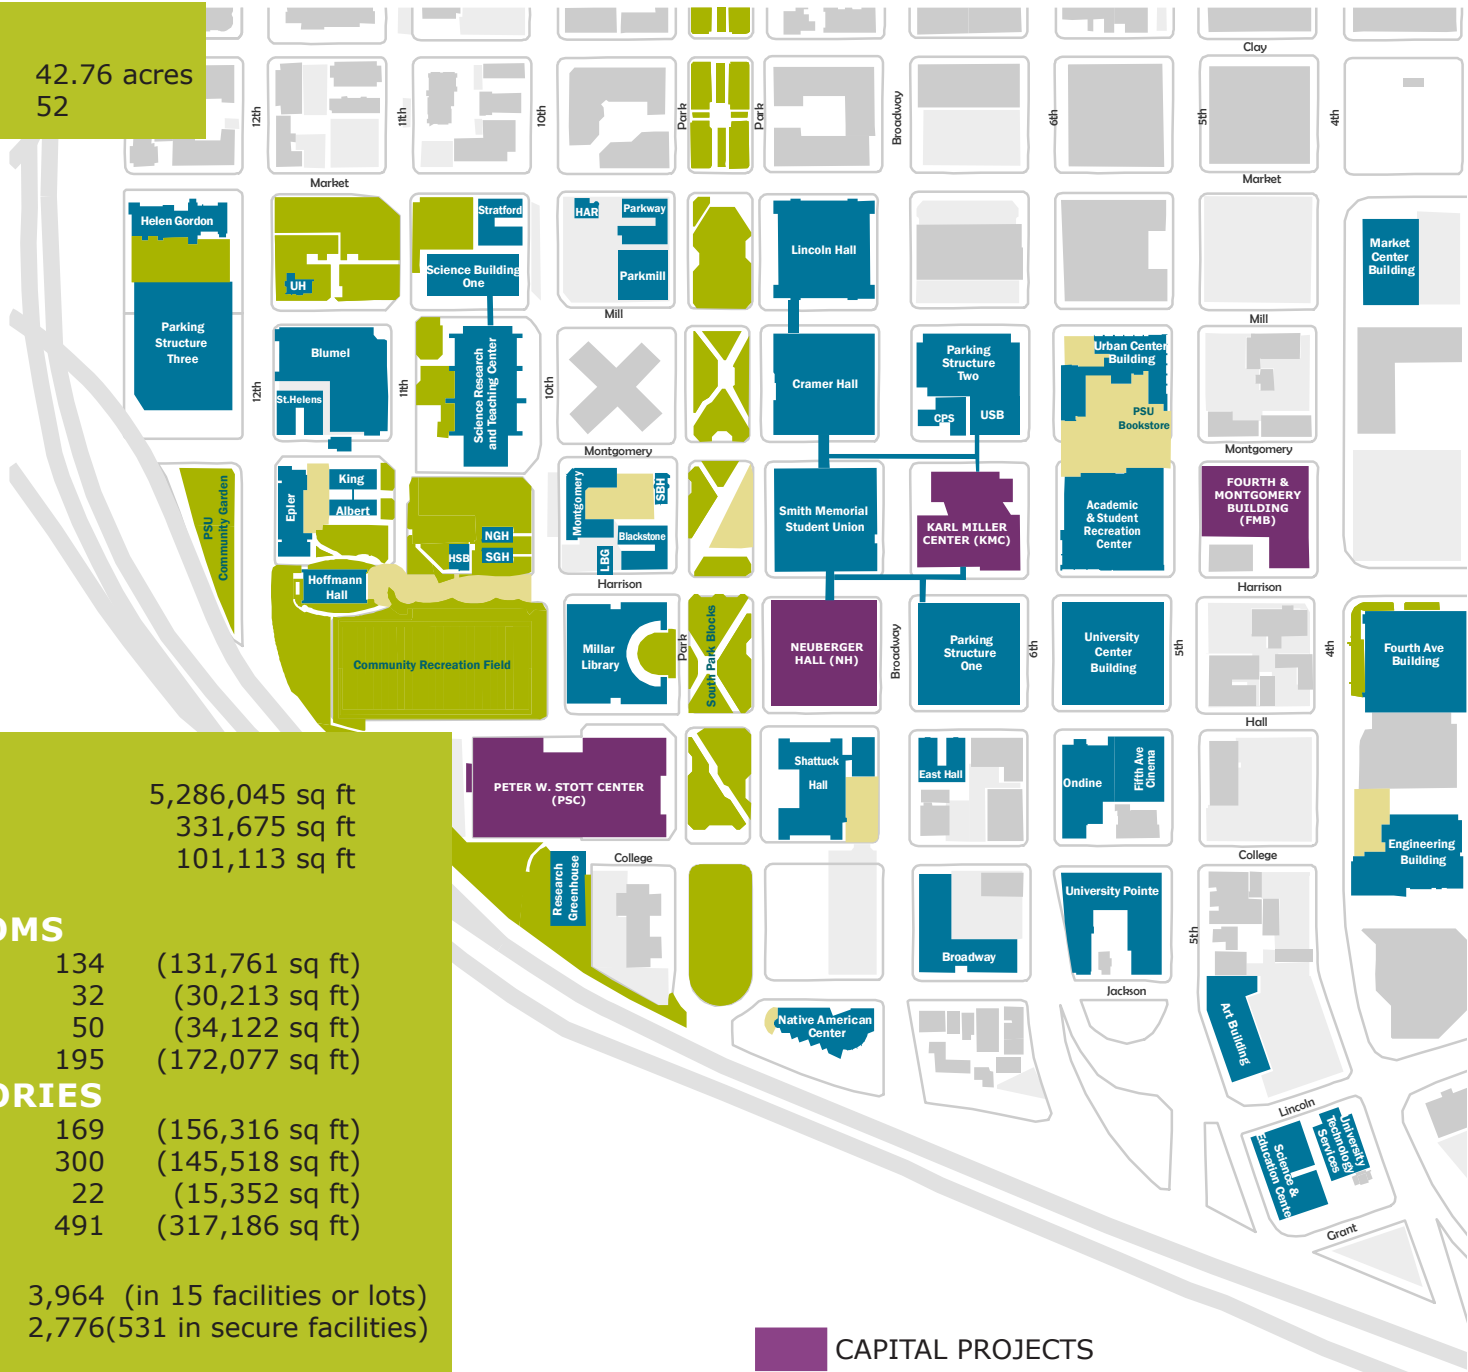 42.76 acres
52
Clay
12th
11th
10th
Park
Park
Broadway
6th
5th
4th
Market
Market
Helen Gordon
Stratford
HAR
Parkway
Lincoln Hall
Market
Center
Building
UH
Science Building
One
Parkmill
Mill
Mill
Parking
Structure
Three
Blumel
St.Helens
12th
11th
Science Research
and Teaching Center
10th
Cramer Hall
Parking
Structure
Two
CPS
USB
Urban Center
Building
PSU
Bookstore
Montgomery
Montgomery
PSU
Community Garden
Epler
King
Albert
NGH
SGH
HSB
Montgomery
SBH
Blackstone
LBG
Smith Memorial
Student Union
KARL MILLER
CENTER (KMC)
Academic
& Student
Recreation
Center
FOURTH &
MONTGOMERY
BUILDING
(FMB)
Hoffmann
Hall
Harrison
Harrison
Community Recreation Field
Millar
Library
Park
South Park Blocks
NEUBERGER
HALL (NH)
Broadway
Parking
Structure
One
6th
University
Center
Building
5th
4th
Fourth Ave
Building
Hall
PETER W. STOTT CENTER
(PSC)
Shattuck
Hall
East Hall
Ondine
Fifth Ave
Cinema
Engineering
Building
College
College
Research
Greenhouse
Broadway
University Pointe
5th
Jackson
Native American
Center
Art Building
Lincoln
Science &
Education Center
University
Technology
Services
Grant
5,286,045 sq ft
331,675 sq ft
101,113 sq ft
OMS
134 (131,761 sq ft)
32 (30,213 sq ft)
50 (34,122 sq ft)
195 (172,077 sq ft)
ORIES
169 (156,316 sq ft)
300 (145,518 sq ft)
22 (15,352 sq ft)
491 (317,186 sq ft)
3,964 (in 15 facilities or lots)
2,776(531 in secure facilities)
CAPITAL PROJECTS